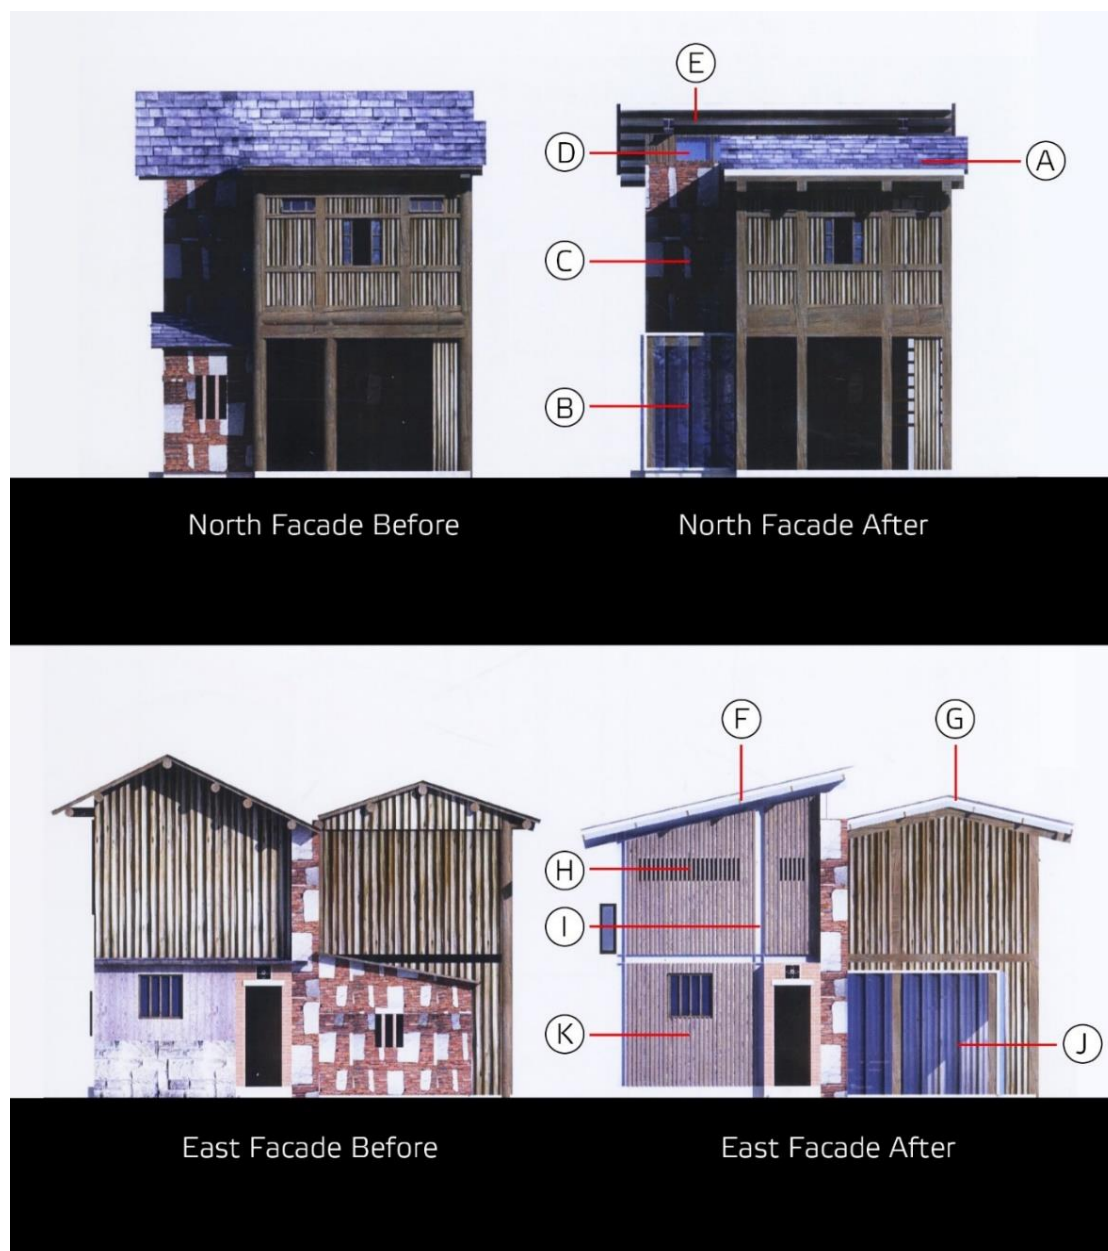 E
D
A
C
B
North Facade Before
North Facade After
F
G
H
I
K
J
East Facade Before
East Facade After